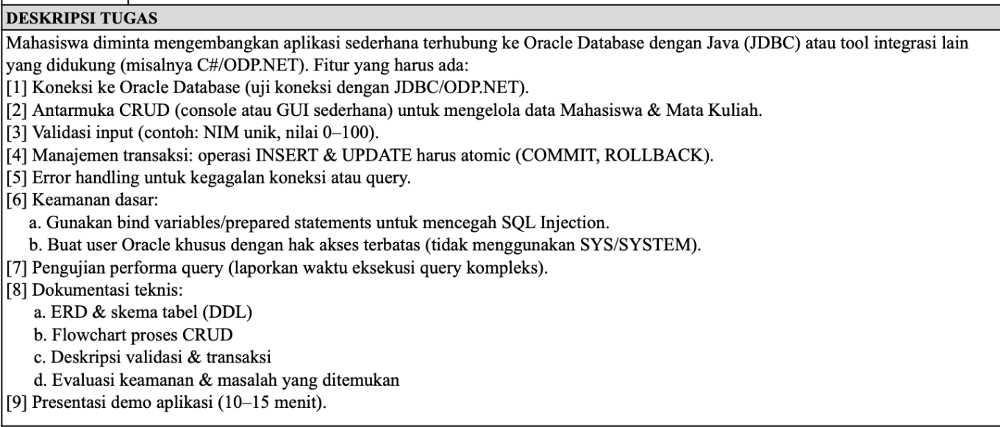 DESKRIPSI TUGAS
Mahasiswa diminta mengembangkan aplikasi sederhana terhubung ke Oracle Database dengan Java (JDBC) atau tool integrasi lain
yang didukung (misalnya C#/ODP.NET). Fitur yang harus ada:
[1] Koneksi ke Oracle Database (uji koneksi dengan JDBC/ODP.NET).
[2] Antarmuka CRUD (console atau GUI sederhana) untuk mengelola data Mahasiswa & Mata Kuliah.
[3] Validasi input (contoh: NIM unik, nilai 0–100).
[4] Manajemen transaksi: operasi INSERT & UPDATE harus atomic (COMMIT, ROLLBACK).
[5] Error handling untuk kegagalan koneksi atau query.
[6] Keamanan dasar:
a. Gunakan bind variables/prepared statements untuk mencegah SQL Injection.
b. Buat user Oracle khusus dengan hak akses terbatas (tidak menggunakan SYS/SYSTEM).
[7] Pengujian performa query (laporkan waktu eksekusi query kompleks).
[8] Dokumentasi teknis:
a. ERD & skema tabel (DDL)
b. Flowchart proses CRUD
c. Deskripsi validasi & transaksi
d. Evaluasi keamanan & masalah yang ditemukan
[9] Presentasi demo aplikasi (10–15 menit).